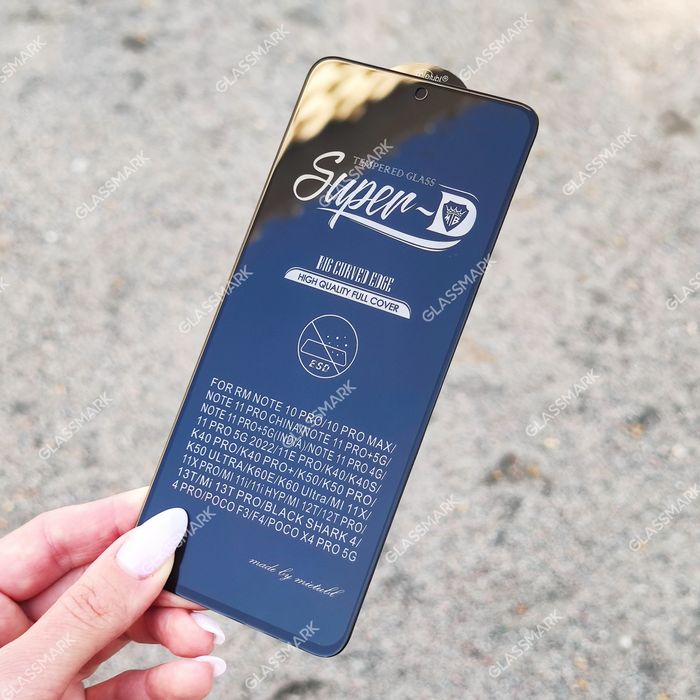 mietubl®
TEMPERED GLASS
Super-D
MTB
BIG CURVED EDGE
HIGH QUALITY FULL COVER
ESD
FOR RM NOTE 10 PRO/10 PRO MAX/
NOTE 11 PRO CHINA/NOTE 11 PRO+5G/
NOTE 11 PRO+5G(INDIA)/NOTE 11 PRO 4G/
11 PRO 5G 2022/11E PRO/K40/K40S/
K40 PRO/K40 PRO+/K50/K50 PRO/
K50 ULTRA/K60E/K60 Ultra/MI 11X/
11X PRO/MI 11i/11i HYP/MI 12T/12T PRO/
13T/Mi 13T PRO/BLACK SHARK 4/
4 PRO/POCO F3/F4/POCO X4 PRO 5G
made by mietubl
GLASSMARK